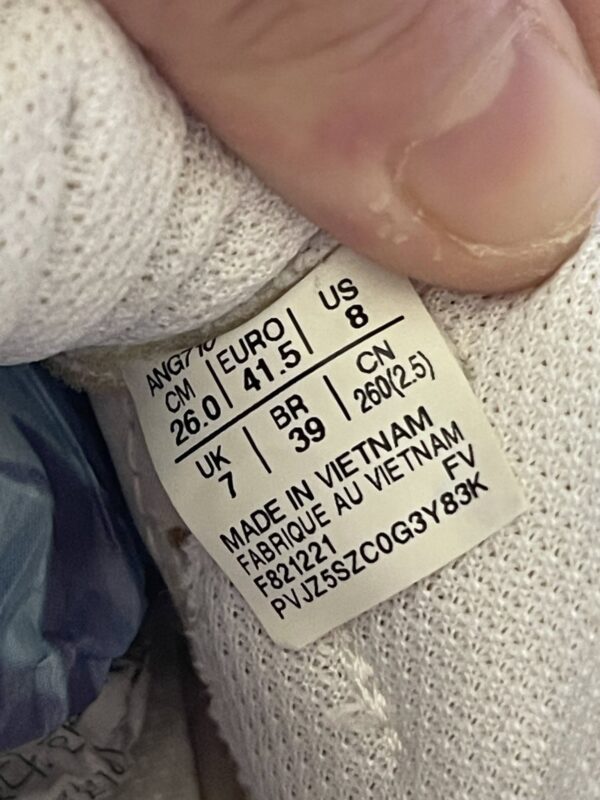 CM | EURO | US
26.0 | 41.5 | 8
UK | BR | CN
7 | 39 | 260(2.5)
MADE IN VIETNAM
FABRIQUE AU VIETNAM
F821221 FV
PVJZ5SZC0G3Y83K